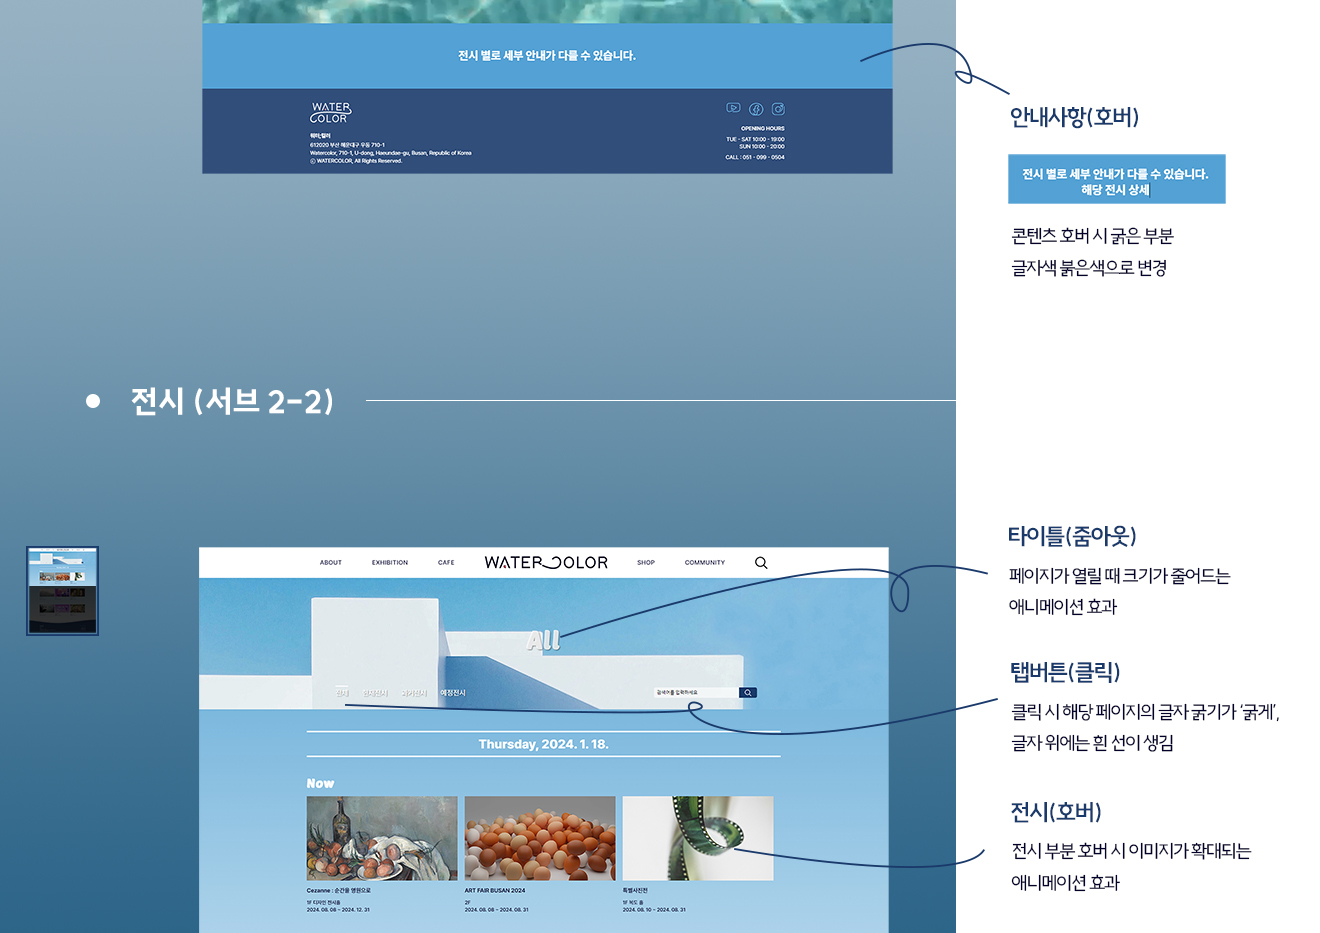 전시 별로 세부 안내가 다를 수 있습니다.
WATER
COLOR
워터;컬러
612020 부산 해운대구 우동 710-1
Watercolor, 710-1, U-dong, Haeundae-gu, Busan, Republic of Korea
ⓒ WATERCOLOR, All Rights Reserved.
OPENING HOURS
TUE - SAT 10:00 - 19:00
SUN 10:00 - 20:00
CALL : 051 - 099 - 0504
안내사항(호버)
전시 별로 세부 안내가 다를 수 있습니다.
해당 전시 상세
콘텐츠 호버 시 굵은 부분
글자색 붉은색으로 변경
전시 (서브 2-2)
ABOUT
EXHIBITION
CAFE
WATERCOLOR
SHOP
COMMUNITY
All
전시
현재전시
과거전시
예정전시
검색어를 입력하세요
Thursday, 2024. 1. 18.
Now
Cezanne : 순간을 영원으로
1F 디자인 전시홀
2024. 08. 08 - 2024. 12. 31
ART FAIR BUSAN 2024
2F
2024. 08. 08 - 2024. 08. 31
특별사진전
2024. 08. 10 - 2024. 08. 31
타이틀(줌아웃)
페이지가 열릴 때 크기가 줄어드는
애니메이션 효과
탭버튼(클릭)
클릭 시 해당 페이지의 글자 굵기가 ‘굵게’,
글자 위에는 흰 선이 생김
전시(호버)
전시 부분 호버 시 이미지가 확대되는
애니메이션 효과